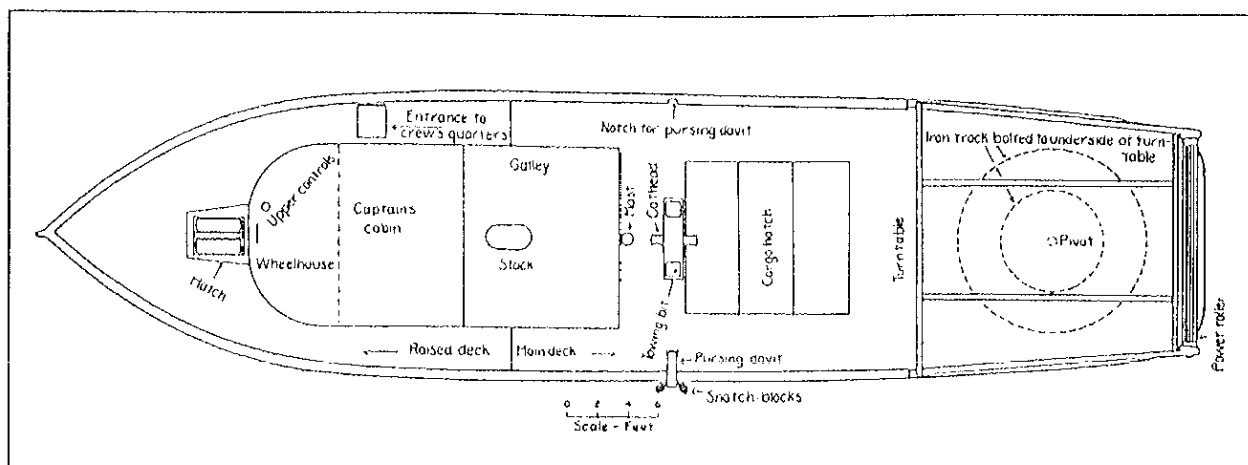 Entrance to
crew's quarters
Notch for pursing davit
Iron track bolted to underside of turn-
table
Upper controls
Galley
Captains
cabin
Mast
Cathead
Cargo hatch
Turntable
Pivot
Wheelhouse
Stack
Hatch
Towing bit
Raised deck
Main deck
Pursing davit
Snatch-blocks
Power roller
0 2 4 6
Scale - Feet